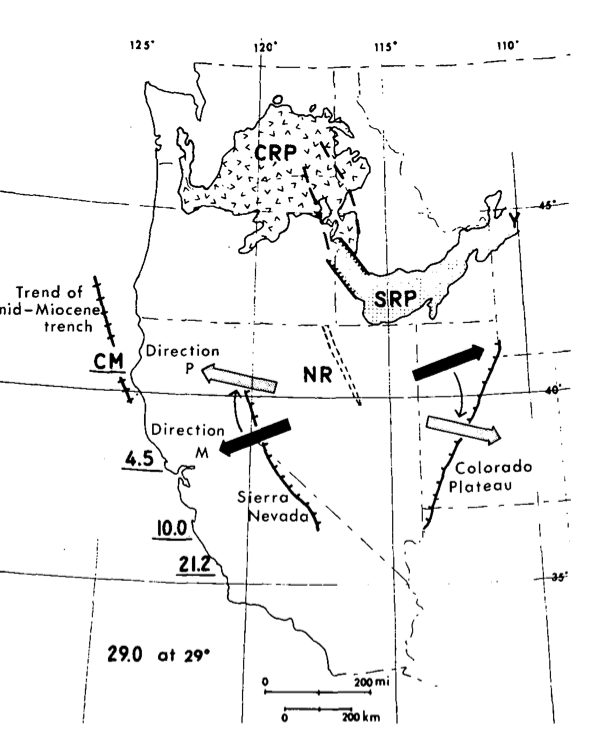 125° 120° 115° 110°
CRP
45°
SRP
Trend of
mid-Miocene
trench
CM
Direction
P
NR
40°
Direction
M
4.5
Colorado
Plateau
Sierra
Nevada
10.0
21.2
35°
29.0 at 29°
0 200 mi
0 200 km